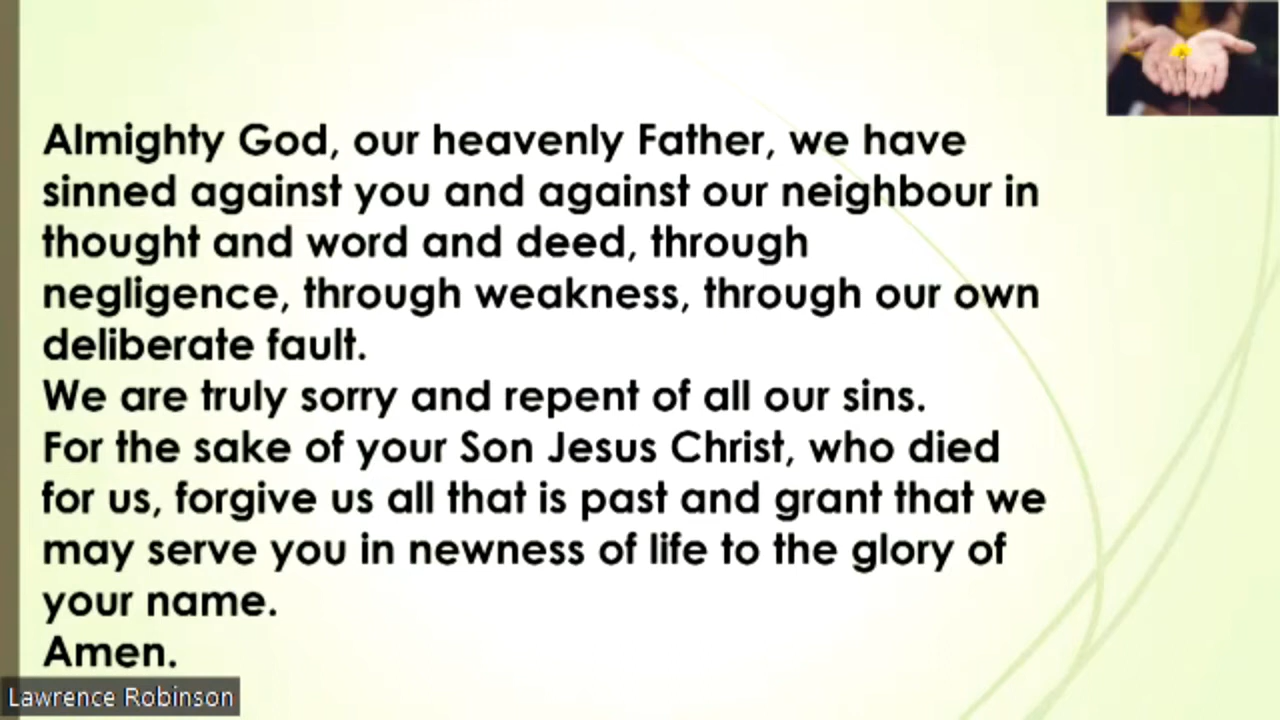 Almighty God, our heavenly Father, we have
sinned against you and against our neighbour in
thought and word and deed, through
negligence, through weakness, through our own
deliberate fault.
We are truly sorry and repent of all our sins.
For the sake of your Son Jesus Christ, who died
for us, forgive us all that is past and grant that we
may serve you in newness of life to the glory of
your name.
Amen.
Lawrence Robinson